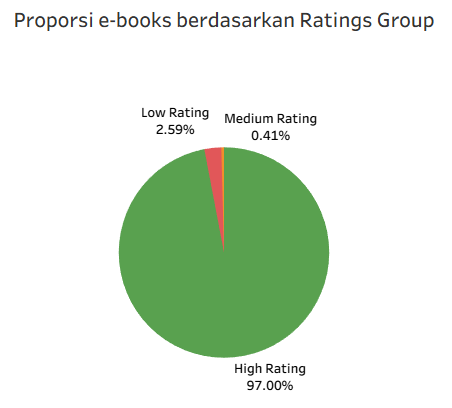 Proporsi e-books berdasarkan Ratings Group
Low Rating
2.59%
Medium Rating
0.41%
High Rating
97.00%